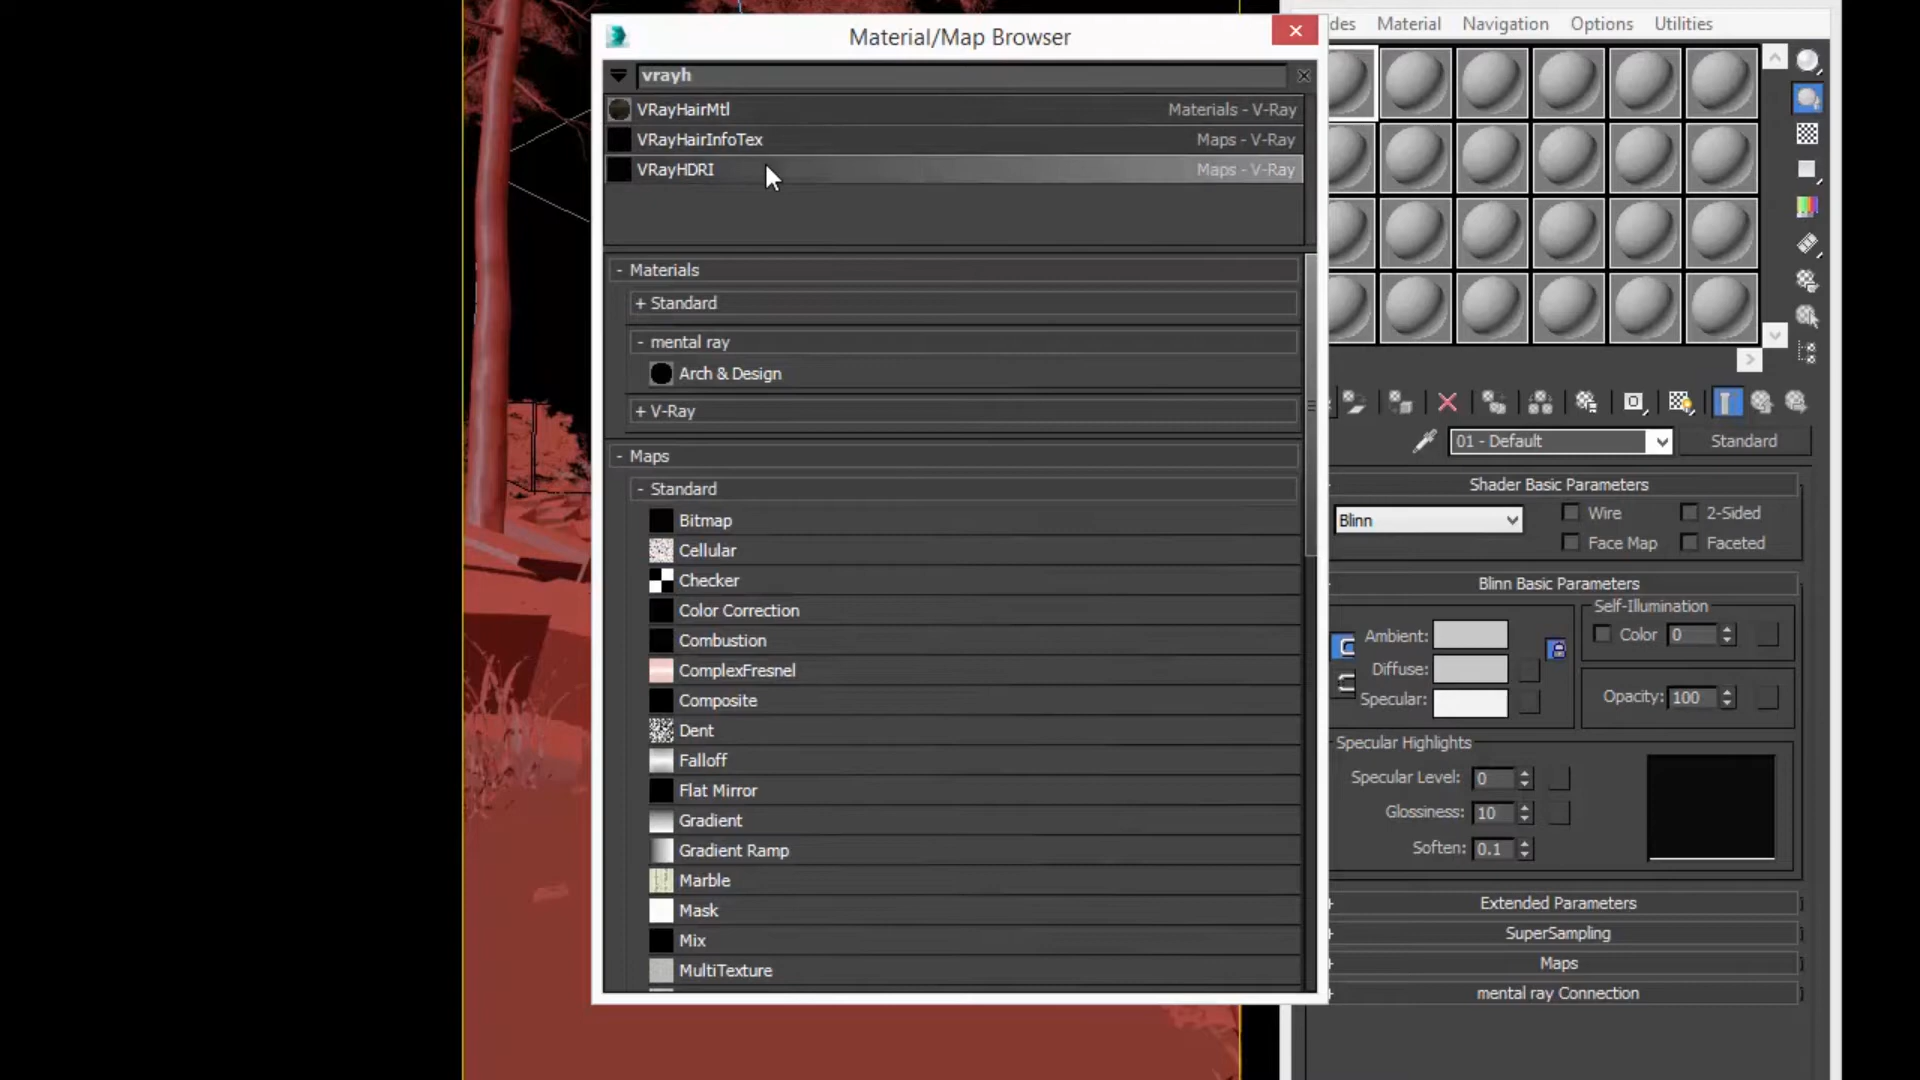 Material/Map Browser
des Material Navigation Options Utilities
vrayh
VRayHairMtl Materials - V-Ray
VRayHairInfoTex Maps - V-Ray
VRayHDRI Maps - V-Ray
- Materials
+ Standard
- mental ray
Arch & Design
+ V-Ray
- Maps
- Standard
Bitmap
Cellular
Checker
Color Correction
Combustion
ComplexFresnel
Composite
Dent
Falloff
Flat Mirror
Gradient
Gradient Ramp
Marble
Mask
Mix
MultiTexture
01 - Default Standard
Shader Basic Parameters
Blinn Wire 2-Sided
Face Map Faceted
Blinn Basic Parameters
Self-Illumination
Ambient: Color 0
Diffuse:
Specular: Opacity: 100
Specular Highlights
Specular Level: 0
Glossiness: 10
Soften: 0.1
Extended Parameters
SuperSampling
Maps
mental ray Connection